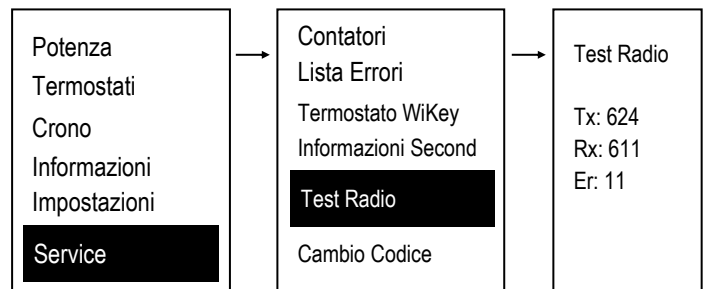 Potenza
Termostati
Crono
Informazioni
Impostazioni
Service
Contatori
Lista Errori
Termostato WiKey
Informazioni Second
Test Radio
Cambio Codice
Test Radio
Tx: 624
Rx: 611
Er: 11